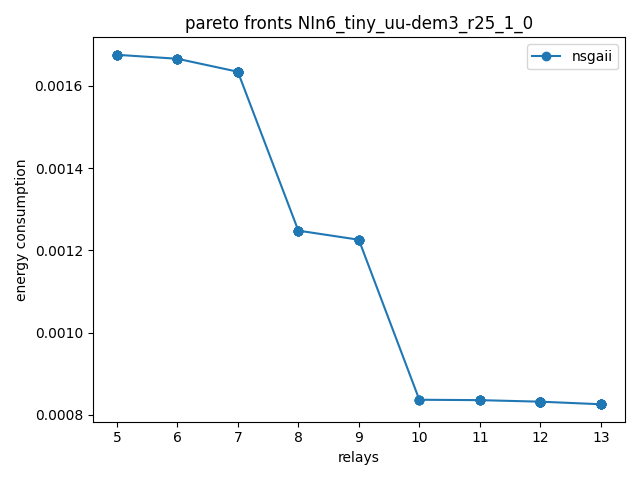 pareto fronts NIn6_tiny_uu-dem3_r25_1_0
nsgaii
energy consumption
0.0016
0.0014
0.0012
0.0010
0.0008
5 6 7 8 9 10 11 12 13
relays